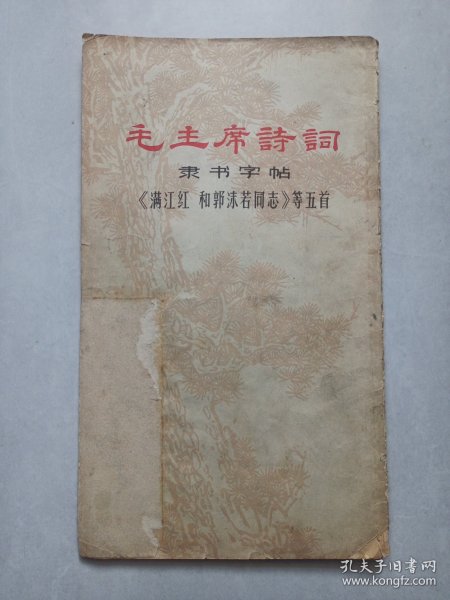 毛主席詩詞
隶书字帖
《满江红 和郭沫若同志》等五首
孔夫子旧书网
www.kongfz.com